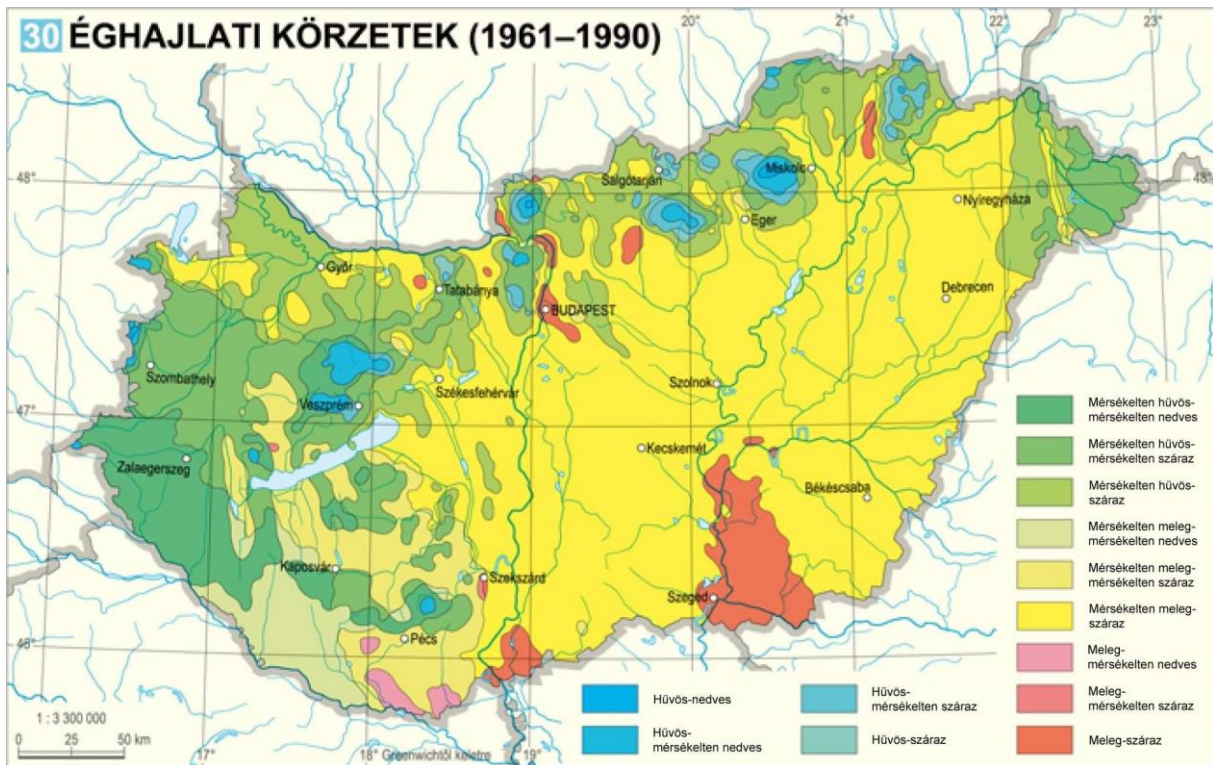 30 ÉGHAJLATI KÖRZETEK (1961–1990)
20°
21°
22°
23°
48°
48°
Salgótarján
Miskolc
Eger
Nyíregyháza
Győr
Tatabánya
BUDAPEST
Debrecen
Szombathely
Székesfehérvár
Szolnok
Veszprém
47°
Zalaegerszeg
Kecskemét
Békéscsaba
Kaposvár
Szekszárd
Szeged
46°
Pécs
1 : 3 300 000
0 25 50 km
17°
18° Greenwichtől keletre
19°
Mérsékelten hűvös-
mérsékelten nedves
Mérsékelten hűvös-
mérsékelten száraz
Mérsékelten hűvös-
száraz
Mérsékelten meleg-
mérsékelten nedves
Mérsékelten meleg-
mérsékelten száraz
Mérsékelten meleg-
száraz
Meleg-
mérsékelten nedves
Meleg-
mérsékelten száraz
Meleg-száraz
Hűvös-nedves
Hűvös-
mérsékelten nedves
Hűvös-
mérsékelten száraz
Hűvös-száraz